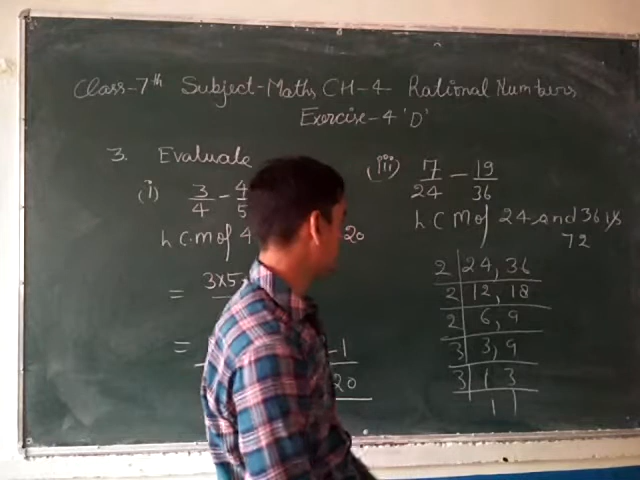 Class-7th Subject-Maths CH-4 Rational Numbers
Exercise-4 'D'
3. Evaluate
(i) 3/4 - 4/5
L.C.M of 4 20
= 3x5
= -1/20
(iii) 7/24 - 19/36
L C M of 24 and 36 is
72
2 | 24, 36
2 | 12, 18
2 | 6, 9
3 | 3, 9
3 | 1 3
1 1